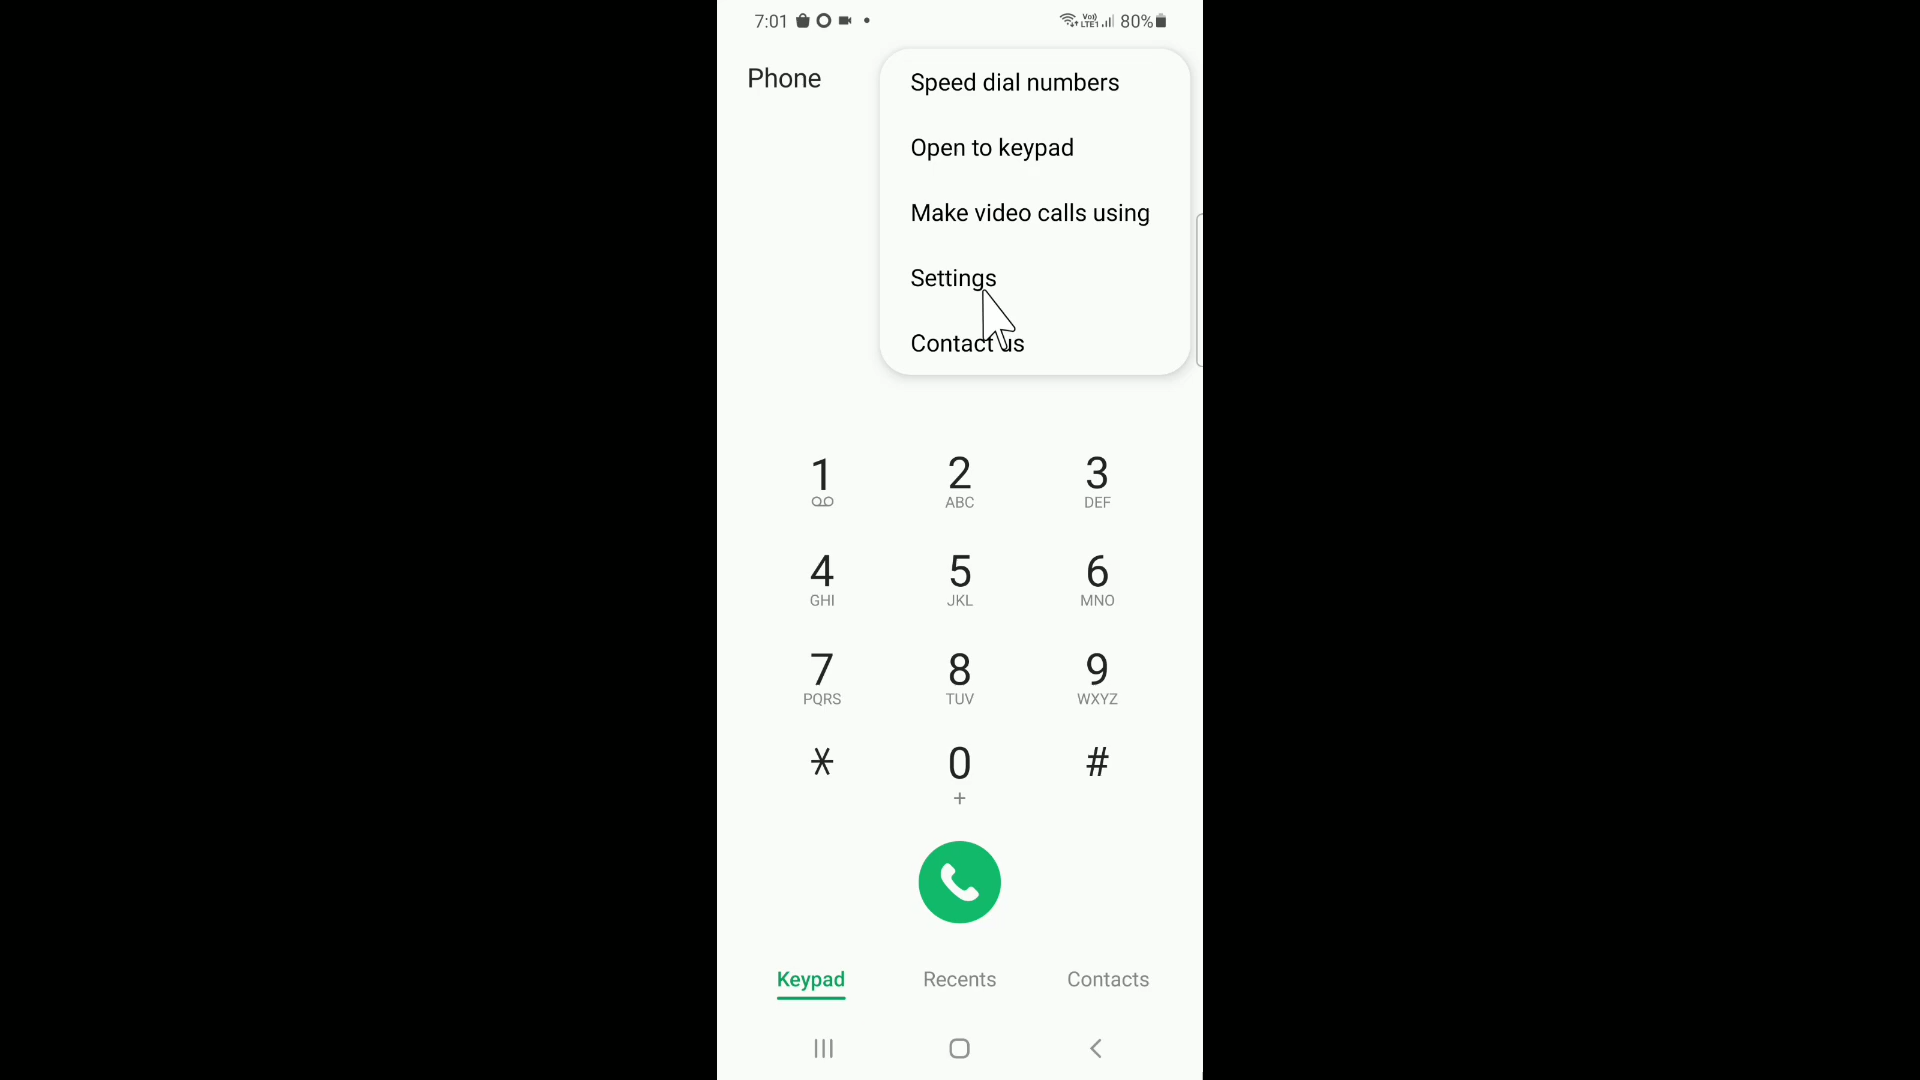 7:01 Vo) LTE1 80%
Phone
Speed dial numbers
Open to keypad
Make video calls using
Settings
Contact us
1 2 3
ABC DEF
4 5 6
GHI JKL MNO
7 8 9
PQRS TUV WXYZ
* 0 #
+
Keypad Recents Contacts